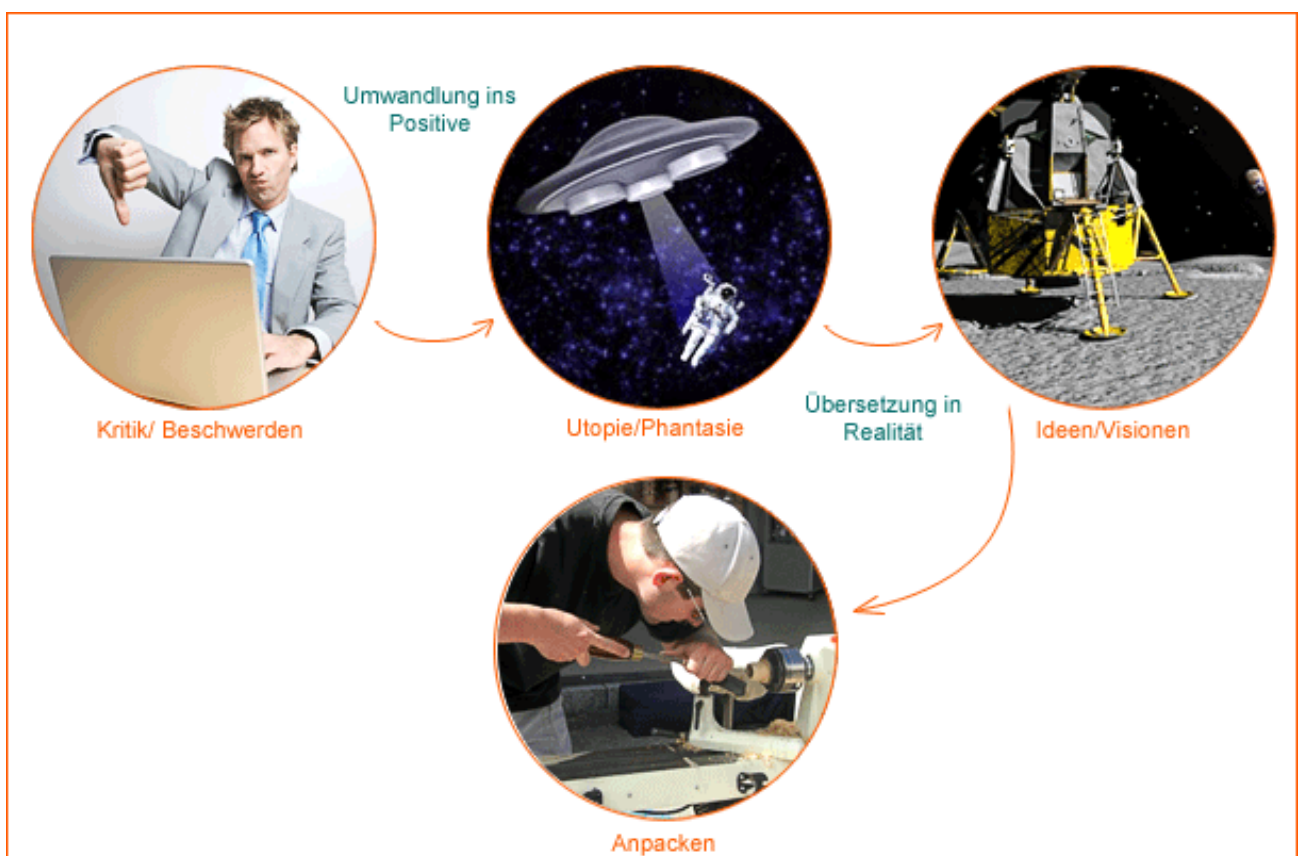 Umwandlung ins
Positive
Kritik/ Beschwerden
Utopie/Phantasie
Übersetzung in
Realität
Ideen/Visionen
Anpacken